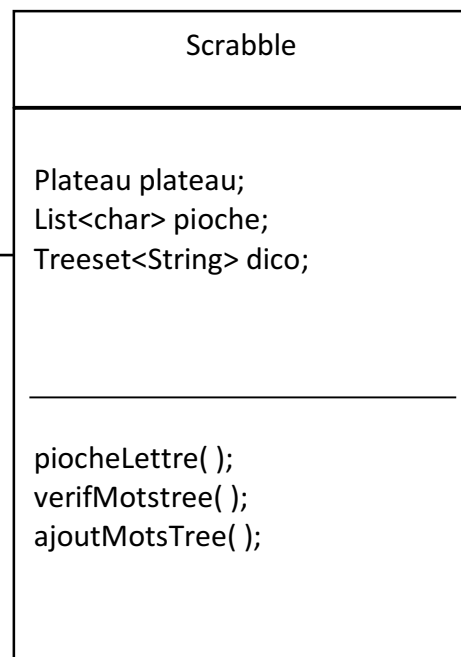 Scrabble
Plateau plateau;
List<char> pioche;
Treeset<String> dico;
piocheLettre( );
verifMotstree( );
ajoutMotsTree( );